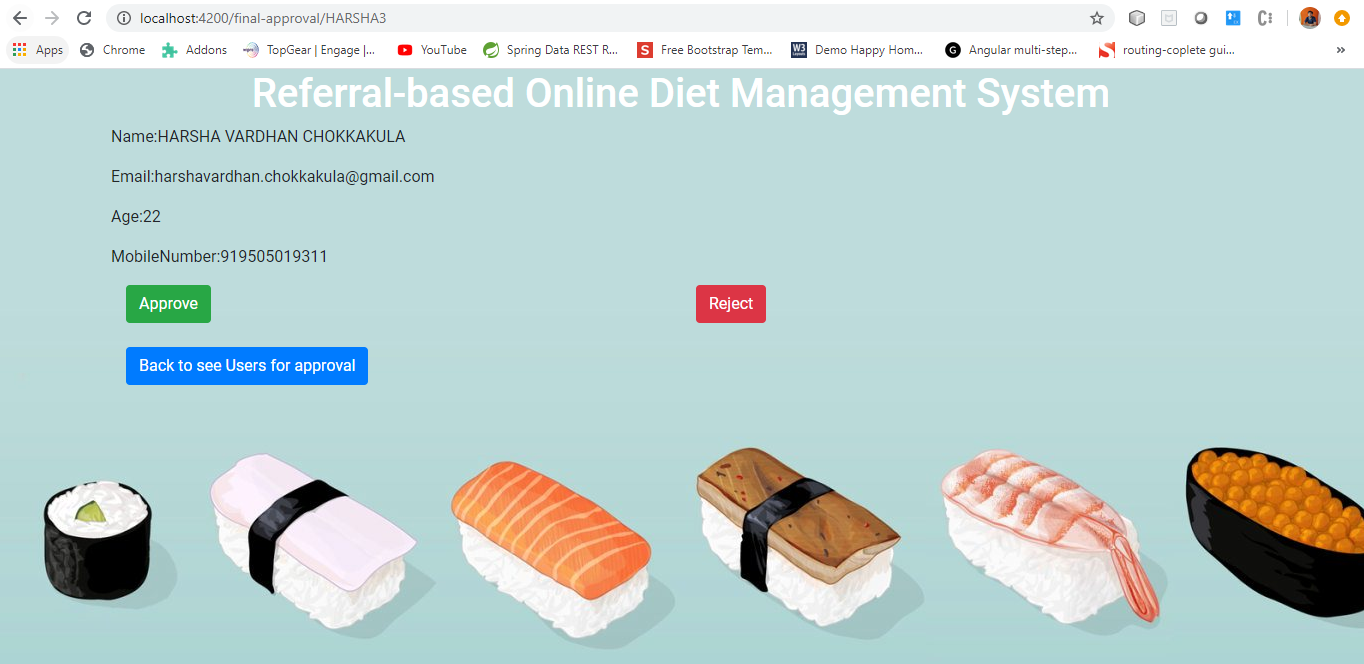 localhost:4200/final-approval/HARSHA3
Apps Chrome Addons TopGear | Engage |... YouTube Spring Data REST R... S Free Bootstrap Tem... W3 Demo Happy Hom... G Angular multi-step... S routing-coplete gui... »
Referral-based Online Diet Management System
Name:HARSHA VARDHAN CHOKKAKULA
Email:harshavardhan.chokkakula@gmail.com
Age:22
MobileNumber:919505019311
Approve Reject
Back to see Users for approval